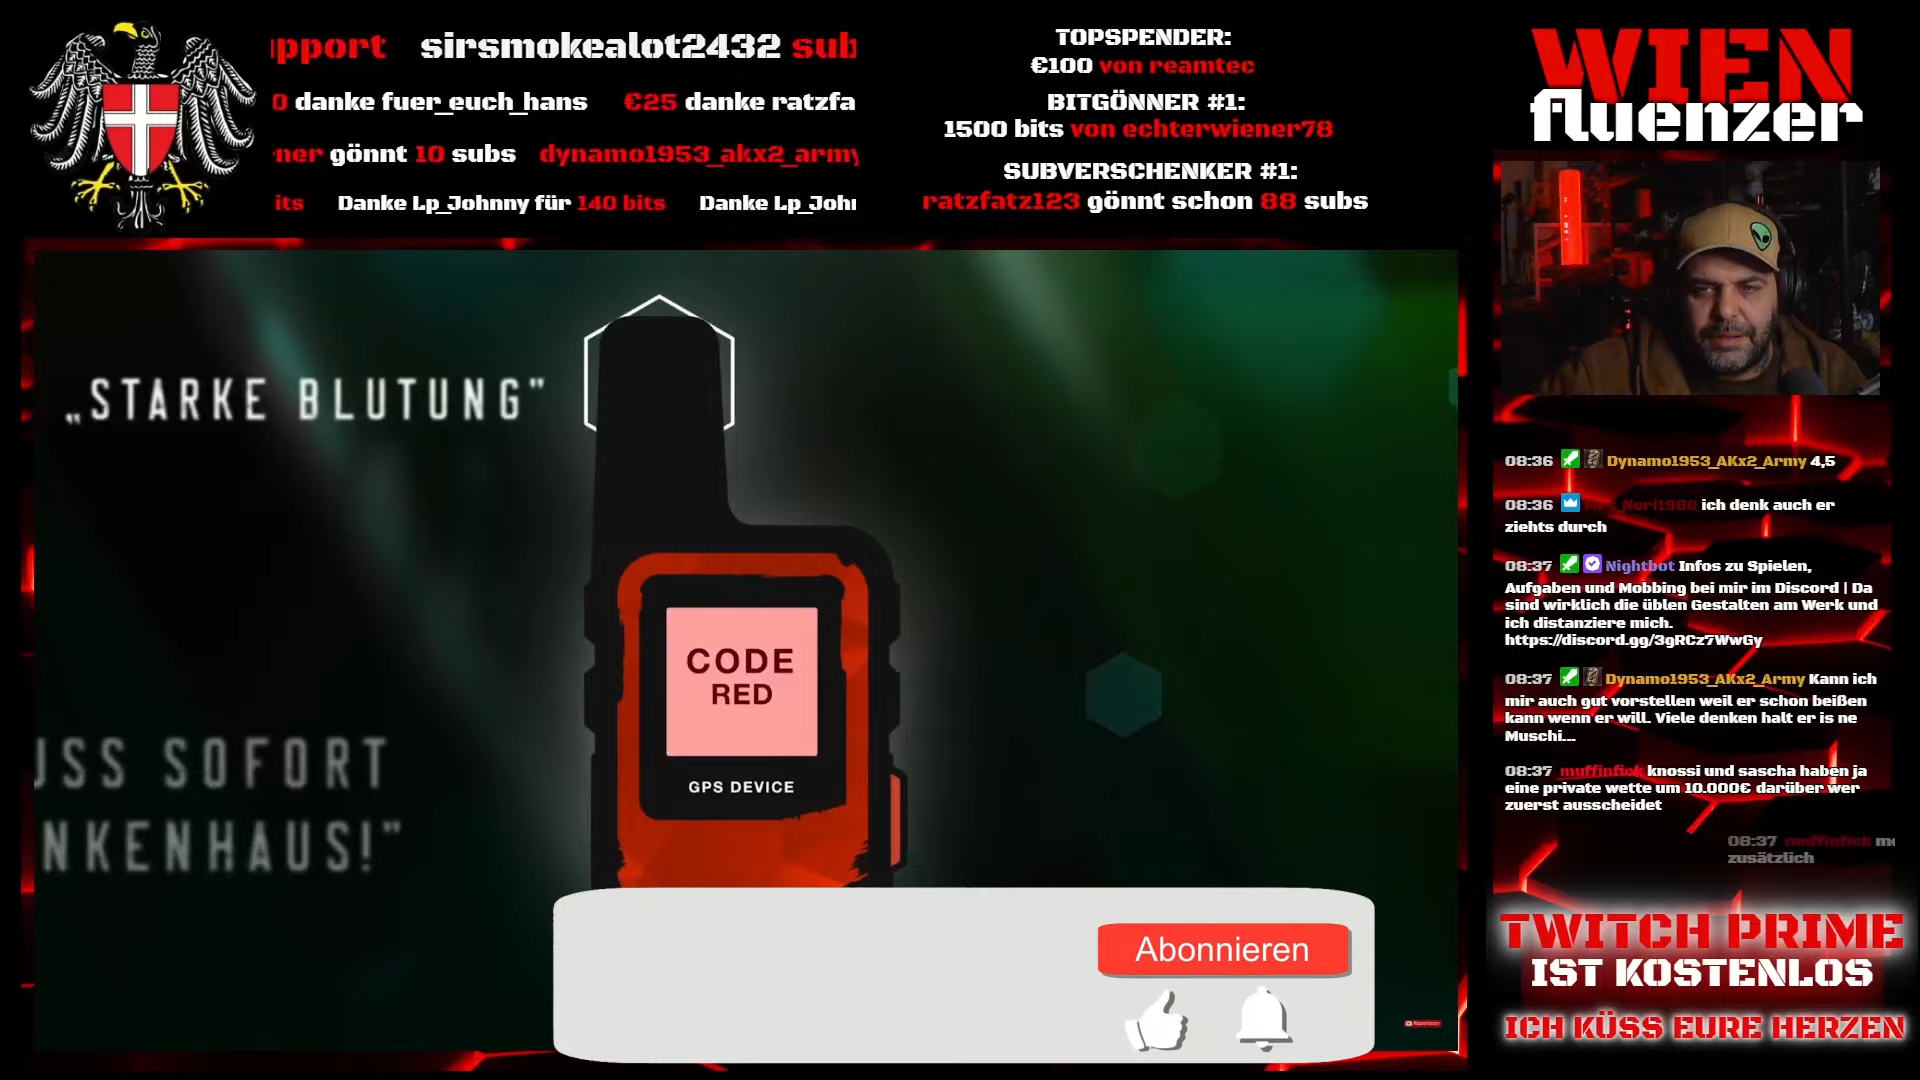 pport sirsmokealot2432 sub
0 danke fuer_euch_hans €25 danke ratzfa
ner gönnt 10 subs dynamo1953_akx2_army
its Danke Lp_Johnny für 140 bits Danke Lp_Joh
TOPSPENDER:
€100 von reamtec
BITGÖNNER #1:
1500 bits von echterwiener78
SUBVERSCHENKER #1:
ratzfatz123 gönnt schon 88 subs
WIEN
fluenzer
„STARKE BLUTUNG”
USS SOFORT
NKENHAUS!”
CODE
RED
GPS DEVICE
Abonnieren
Abonnieren
08:36 Dynamo1953_AKx2_Army 4,5
08:36 Nori1980 ich denk auch er
ziehts durch
08:37 Nightbot Infos zu Spielen,
Aufgaben und Mobbing bei mir im Discord | Da
sind wirklich die üblen Gestalten am Werk und
ich distanziere mich.
https://discord.gg/3gRCz7WwGy
08:37 Dynamo1953_AKx2_Army Kann ich
mir auch gut vorstellen weil er schon beißen
kann wenn er will. Viele denken halt er is ne
Muschi...
08:37 muffinfick knossi und sascha haben ja
eine private wette um 10.000€ darüber wer
zuerst ausscheidet
08:37 muffinfick
zusätzlich
TWITCH PRIME
IST KOSTENLOS
ICH KÜSS EURE HERZEN